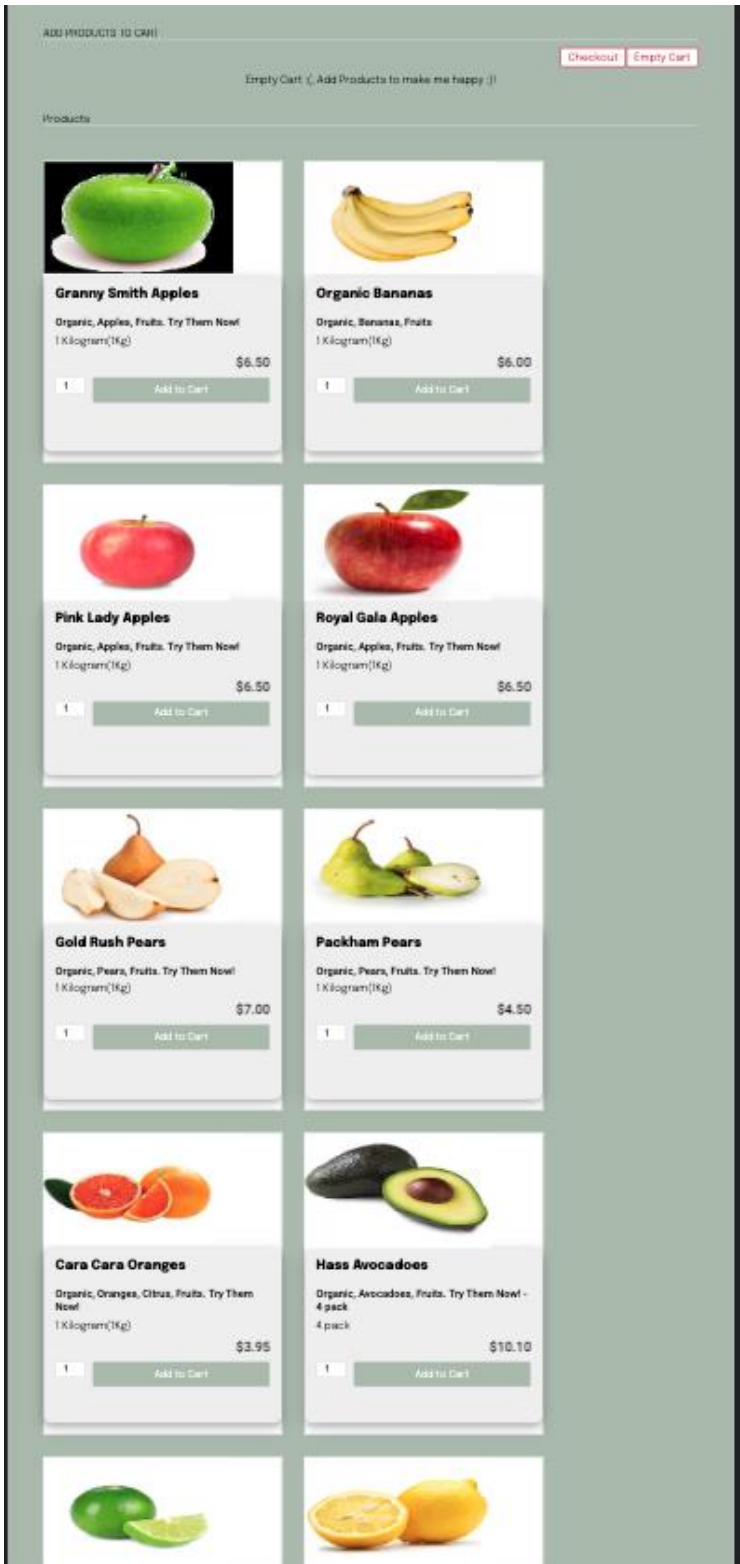 ADD PRODUCTS TO CART
Checkout
Empty Cart
Empty Cart :(, Add Products to make me happy :)!
Products
Granny Smith Apples
Organic, Apples, Fruits. Try Them Now!
1 Kilogram(1Kg)
$6.50
1
Add to Cart
Organic Bananas
Organic, Bananas, Fruits
1 Kilogram(1Kg)
$6.00
1
Add to Cart
Pink Lady Apples
Organic, Apples, Fruits. Try Them Now!
1 Kilogram(1Kg)
$6.50
1
Add to Cart
Royal Gala Apples
Organic, Apples, Fruits. Try Them Now!
1 Kilogram(1Kg)
$6.50
1
Add to Cart
Gold Rush Pears
Organic, Pears, Fruits. Try Them Now!
1 Kilogram(1Kg)
$7.00
1
Add to Cart
Packham Pears
Organic, Pears, Fruits. Try Them Now!
1 Kilogram(1Kg)
$4.50
1
Add to Cart
Cara Cara Oranges
Organic, Oranges, Citrus, Fruits. Try Them
Now!
1 Kilogram(1Kg)
$3.95
1
Add to Cart
Hass Avocadoes
Organic, Avocadoes, Fruits. Try Them Now! -
4 pack
4 pack
$10.10
1
Add to Cart